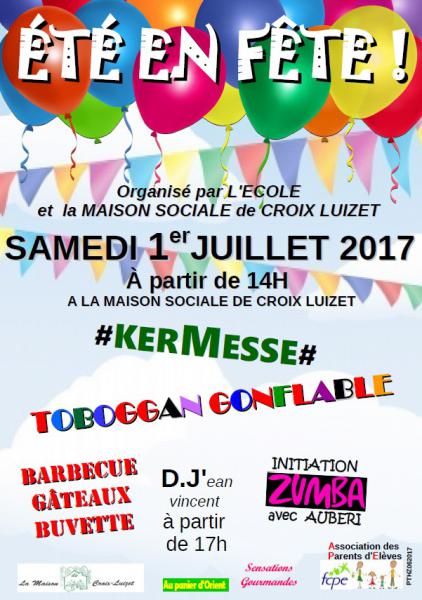 ÉTÉ EN FÊTE !
Organisé par L'ECOLE
et la MAISON SOCIALE de CROIX LUIZET
SAMEDI 1er JUILLET 2017
À partir de 14H
A LA MAISON SOCIALE DE CROIX LUIZET
#KERMESSE#
TOBOGGAN GONFLABLE
BARBECUE
GÂTEAUX
BUVETTE
D.J'ean
vincent
à partir
de 17h
INITIATION
ZUMBA
avec AUBERI
La Maison Croix-Luizet
Au panier d'Orient
Sensations
Gourmandes
Association des
Parents d'Elèves
fcpe
PTNZ062017